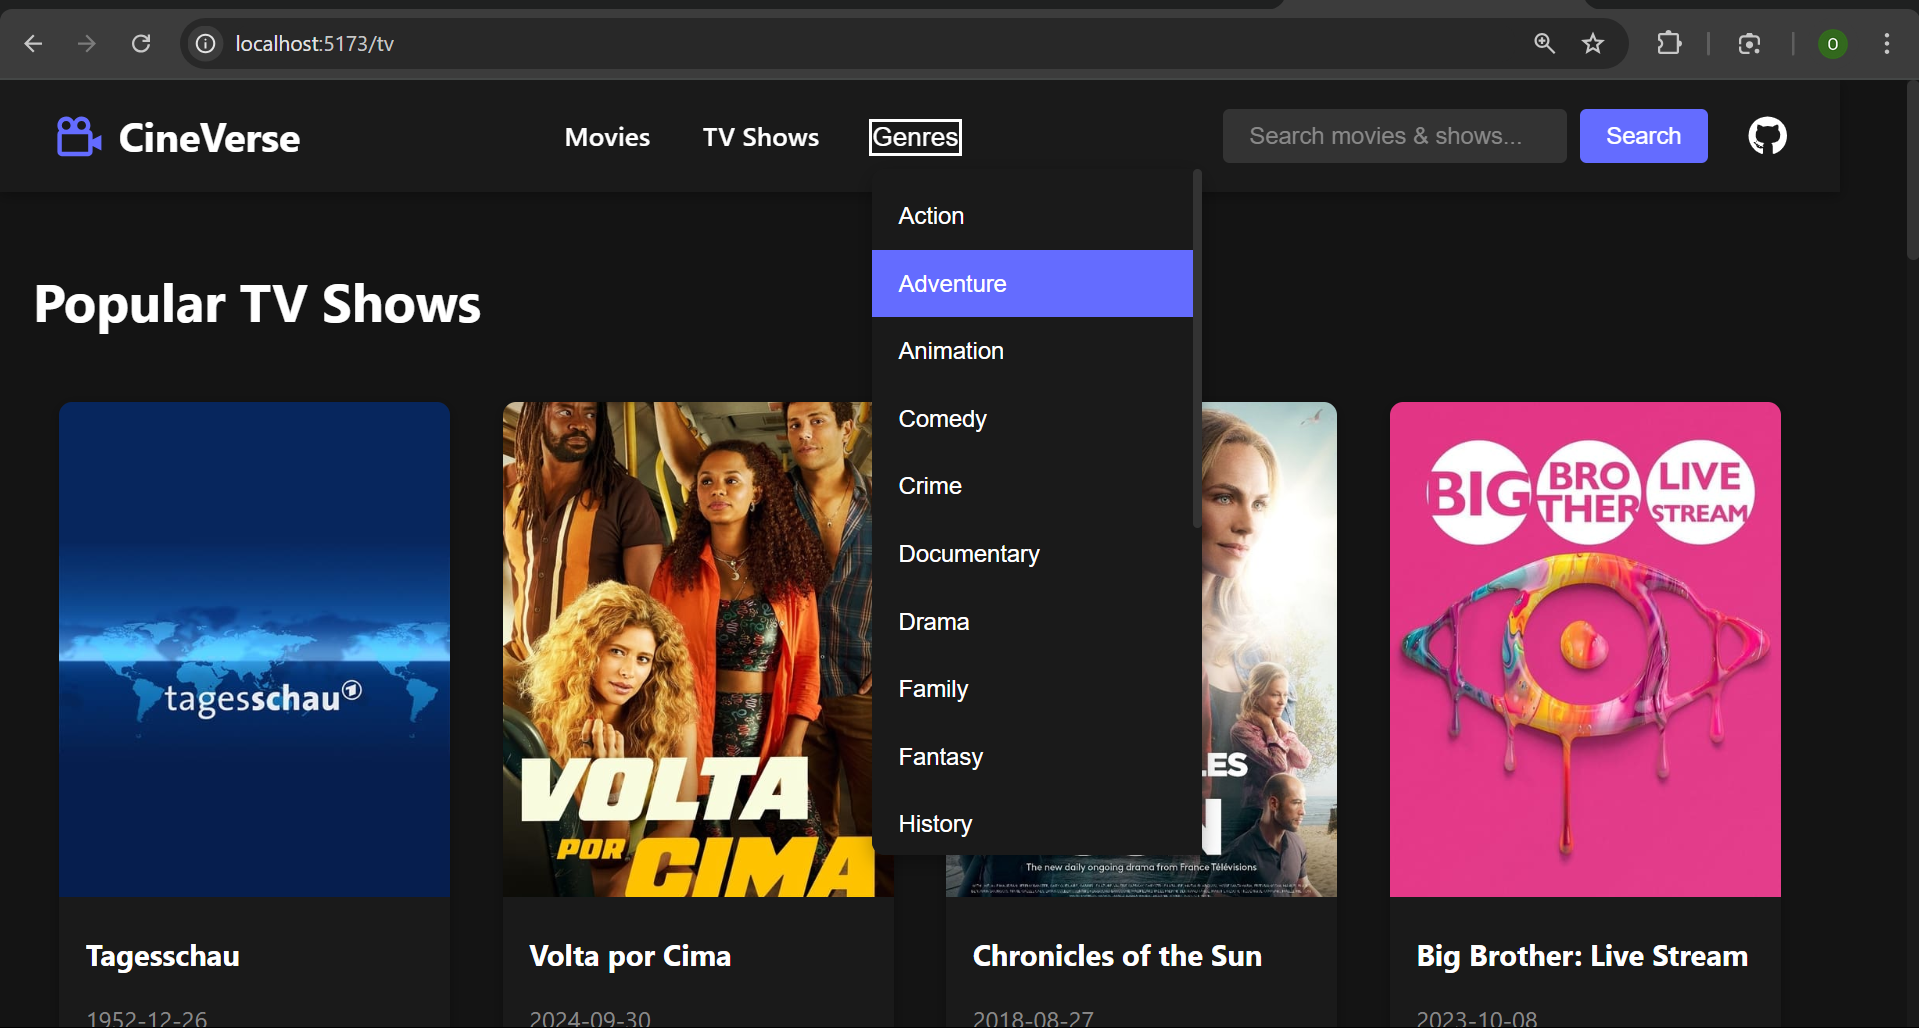 localhost:5173/tv
O
CineVerse
Movies
TV Shows
Genres
Search movies & shows...
Search
Action
Adventure
Animation
Comedy
Crime
Documentary
Drama
Family
Fantasy
History
Popular TV Shows
tagesschau
VOLTA
POR CIMA
LES
N
The new daily ongoing drama from France Télévisions
BIG BROTHER LIVE STREAM
Tagesschau
Volta por Cima
Chronicles of the Sun
Big Brother: Live Stream
1952-12-26
2024-09-30
2018-08-27
2023-10-08